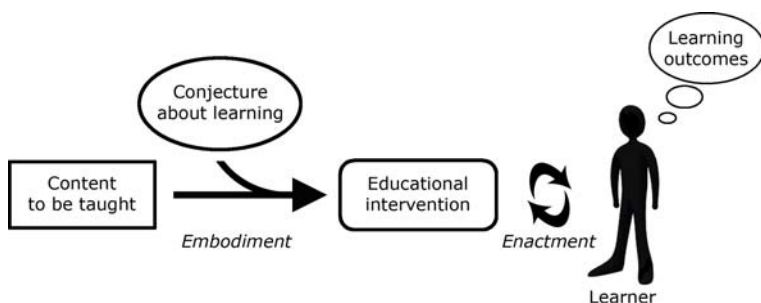 Learning
outcomes
Conjecture
about learning
Content
to be taught
Embodiment
Educational
intervention
Enactment
Learner